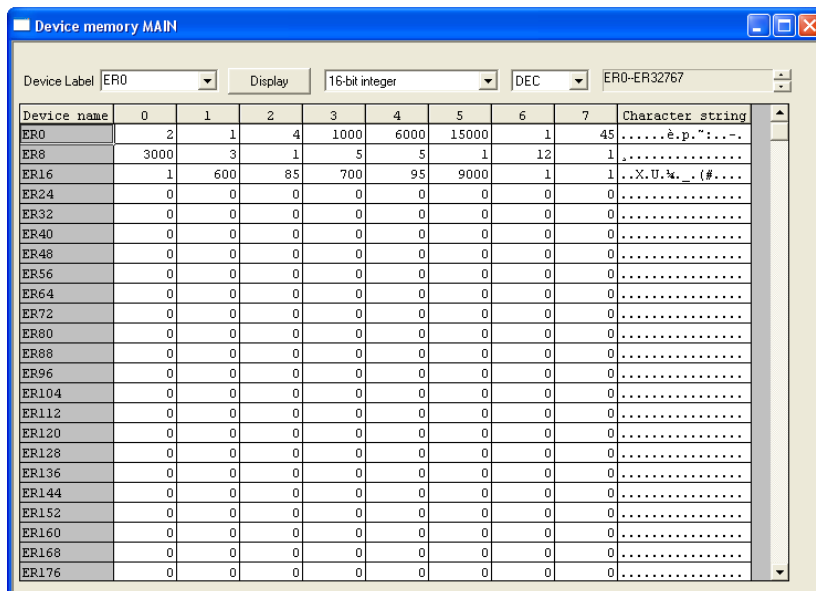 Device memory MAIN
Device Label ER0 Display 16-bit integer DEC ER0--ER32767
Device name 0 1 2 3 4 5 6 7 Character string
ER0 2 1 4 1000 6000 15000 1 45 ......è.p.~:..-.
ER8 3000 3 1 5 5 1 12 1 ¸...............
ER16 1 600 85 700 95 9000 1 1 ..X.U.¼._.(#....
ER24 0 0 0 0 0 0 0 0 ................
ER32 0 0 0 0 0 0 0 0 ................
ER40 0 0 0 0 0 0 0 0 ................
ER48 0 0 0 0 0 0 0 0 ................
ER56 0 0 0 0 0 0 0 0 ................
ER64 0 0 0 0 0 0 0 0 ................
ER72 0 0 0 0 0 0 0 0 ................
ER80 0 0 0 0 0 0 0 0 ................
ER88 0 0 0 0 0 0 0 0 ................
ER96 0 0 0 0 0 0 0 0 ................
ER104 0 0 0 0 0 0 0 0 ................
ER112 0 0 0 0 0 0 0 0 ................
ER120 0 0 0 0 0 0 0 0 ................
ER128 0 0 0 0 0 0 0 0 ................
ER136 0 0 0 0 0 0 0 0 ................
ER144 0 0 0 0 0 0 0 0 ................
ER152 0 0 0 0 0 0 0 0 ................
ER160 0 0 0 0 0 0 0 0 ................
ER168 0 0 0 0 0 0 0 0 ................
ER176 0 0 0 0 0 0 0 0 ................